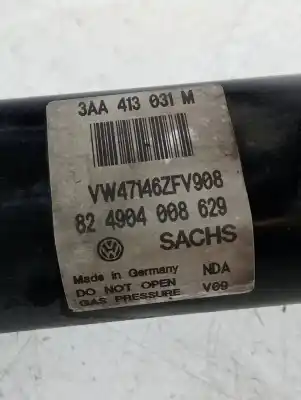 3AA 413 031 M
VW47146ZFV908
82 4904 008 629
SACHS
Made in Germany NDA
DO NOT OPEN
GAS PRESSURE V09